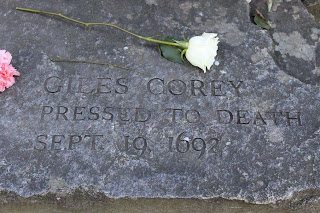 GILES COREY
PRESSED TO DEATH
SEPT. 19, 1692